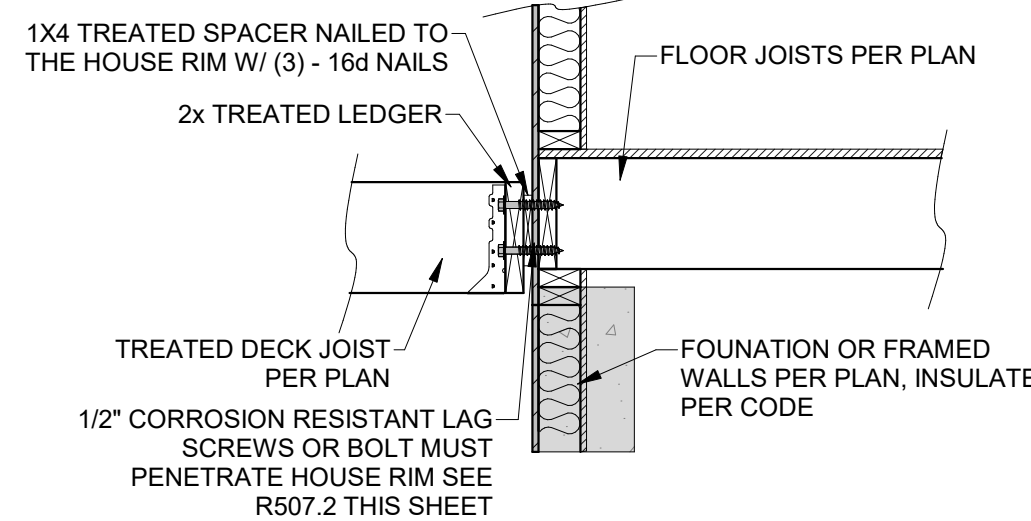 1X4 TREATED SPACER NAILED TO
THE HOUSE RIM W/ (3) - 16d NAILS
2x TREATED LEDGER
FLOOR JOISTS PER PLAN
TREATED DECK JOIST
PER PLAN
1/2" CORROSION RESISTANT LAG
SCREWS OR BOLT MUST
PENETRATE HOUSE RIM SEE
R507.2 THIS SHEET
FOUNATION OR FRAMED
WALLS PER PLAN, INSULATE
PER CODE